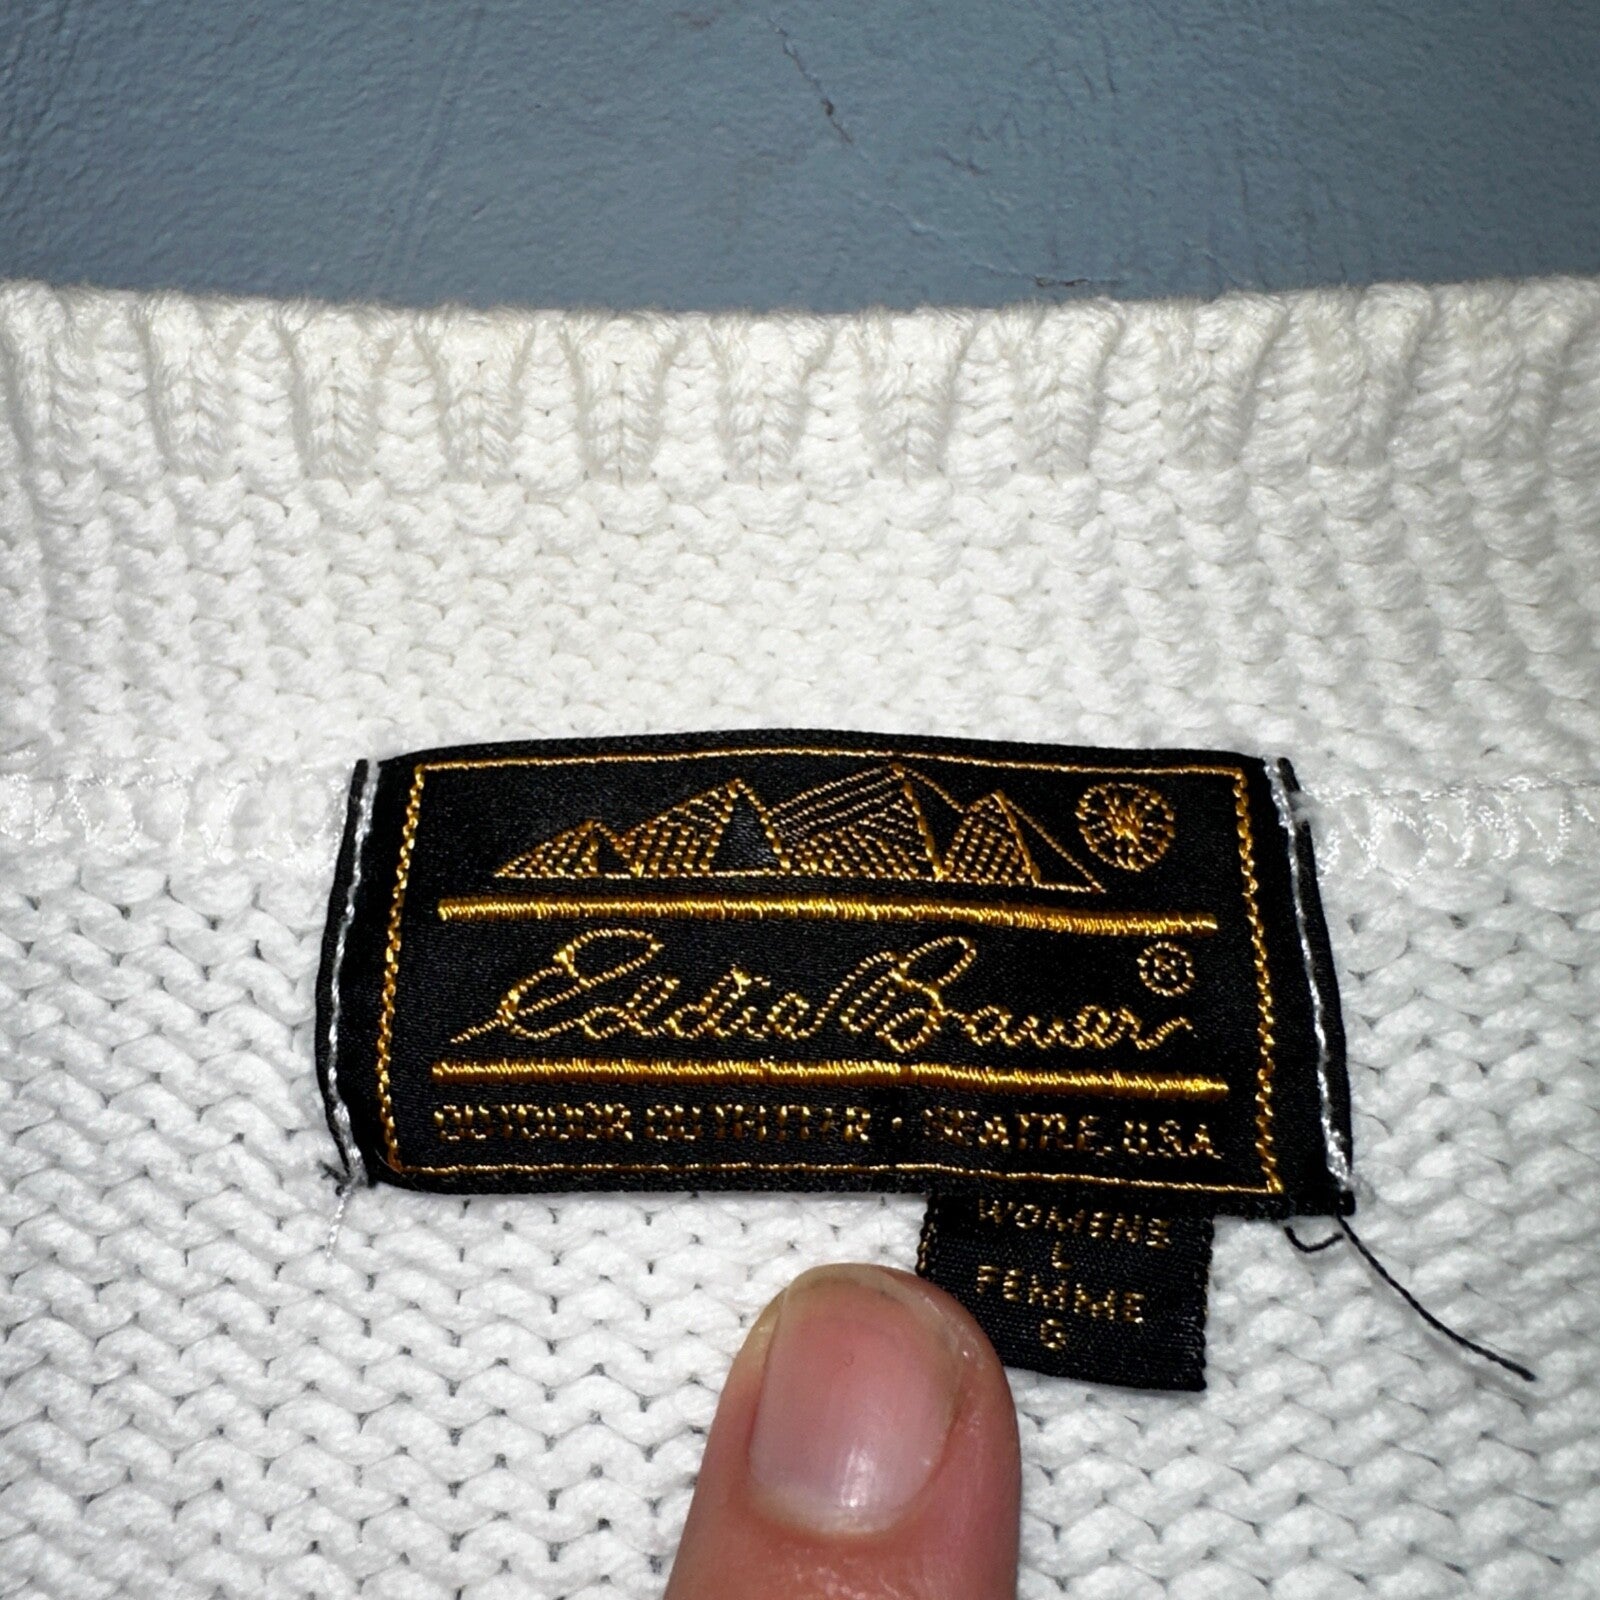 Eddie Bauer®
OUTDOOR OUTFITTER · SEATTLE, U.S.A
WOMENS
L
FEMME
G